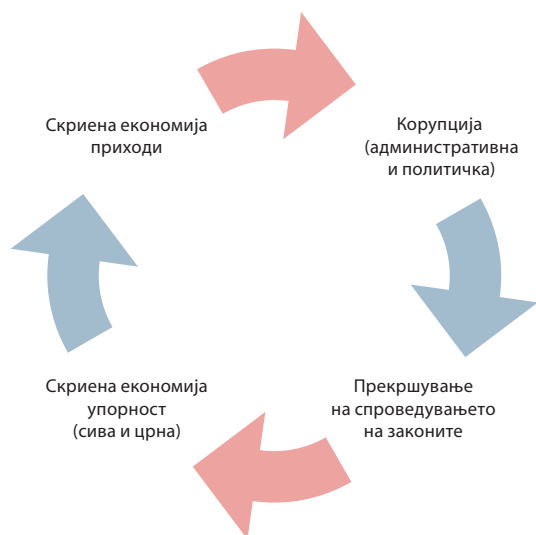 Скриена економија
приходи
Корупција
(административна
и политичка)
Прекршување
на спроведувањето
на законите
Скриена економија
упорност
(сива и црна)